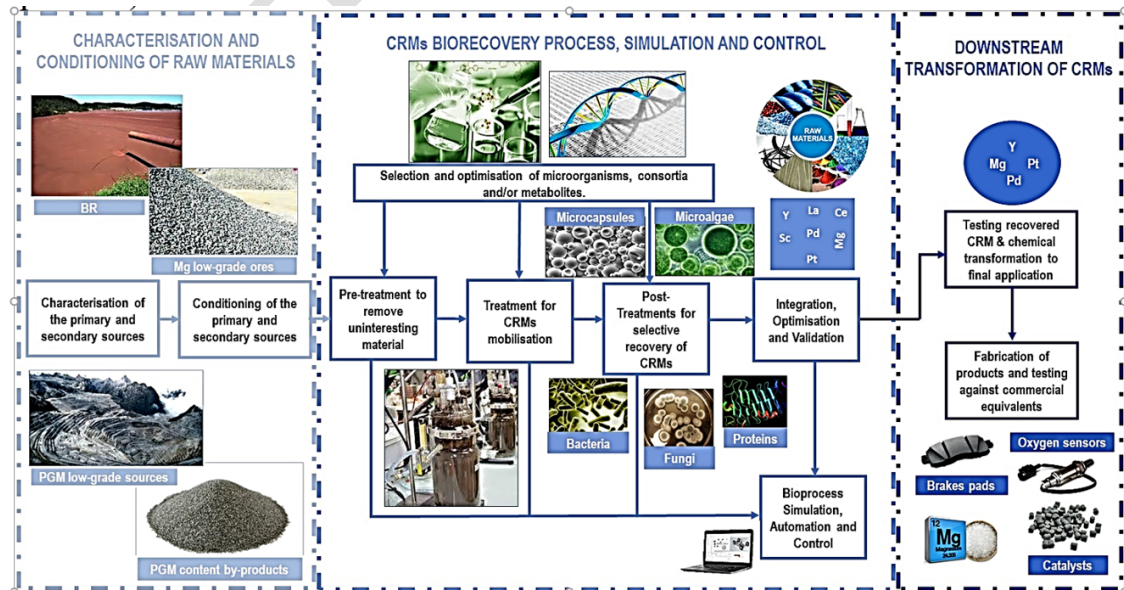 CHARACTERISATION AND
CONDITIONING OF RAW MATERIALS
BR
Mg low-grade ores
Characterisation of
the primary and
secondary sources
Conditioning of the
primary and
secondary sources
PGM low-grade sources
PGM content by-products
CRMs BIORECOVERY PROCESS, SIMULATION AND CONTROL
RAW
MATERIALS
Selection and optimisation of microorganisms, consortia
and/or metabolites.
Microcapsules
Microalgae
Y La Ce
Sc Pd Mg
Pt
Pre-treatment to
remove
uninteresting
material
Treatment for
CRMs
mobilisation
Post-
Treatments for
selective
recovery of
CRMs
Integration,
Optimisation
and Validation
Bacteria
Fungi
Proteins
Bioprocess
Simulation,
Automation and
Control
DOWNSTREAM
TRANSFORMATION OF CRMs
Y
Mg Pt
Pd
Testing recovered
CRM & chemical
transformation to
final application
Fabrication of
products and testing
against commercial
equivalents
Brakes pads
Oxygen sensors
12
Mg
Magnesium
24.305
Catalysts